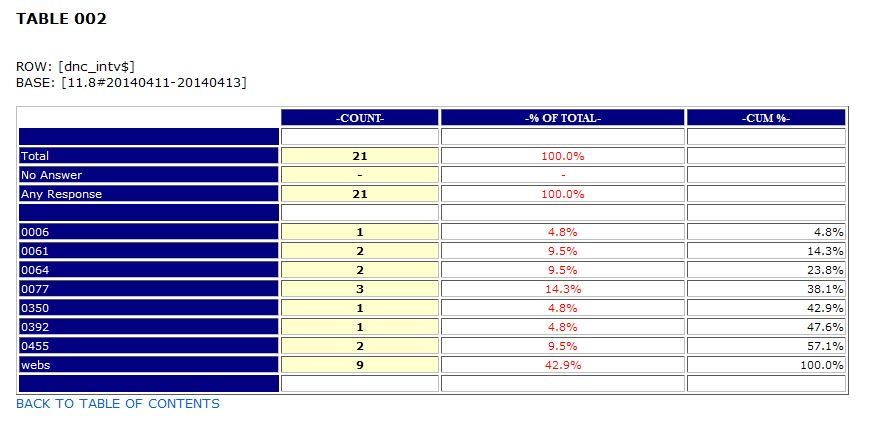 TABLE 002
ROW: [dnc_intv$]
BASE: [11.8#20140411-20140413]
-COUNT- -% OF TOTAL- -CUM %-
Total 21 100.0%
No Answer - -
Any Response 21 100.0%
0006 1 4.8% 4.8%
0061 2 9.5% 14.3%
0064 2 9.5% 23.8%
0077 3 14.3% 38.1%
0350 1 4.8% 42.9%
0392 1 4.8% 47.6%
0455 2 9.5% 57.1%
webs 9 42.9% 100.0%
BACK TO TABLE OF CONTENTS